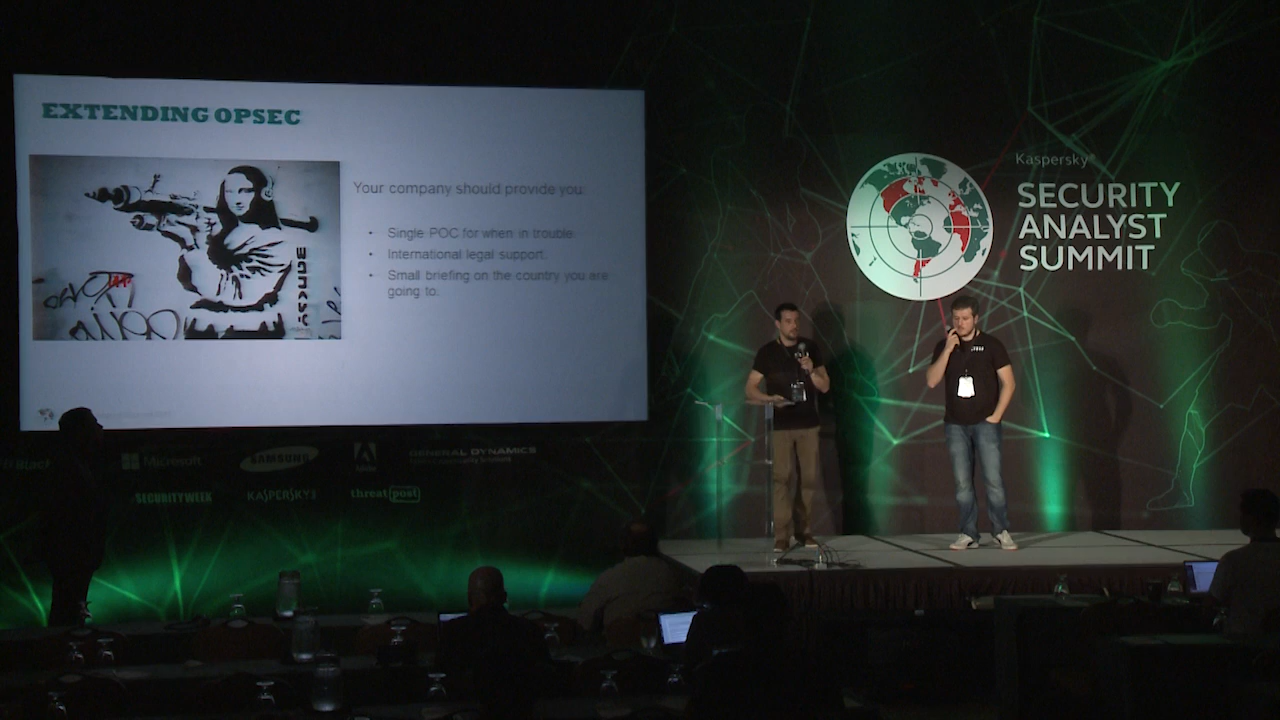 EXTENDING OPSEC
Your company should provide you:
• Single POC for when in trouble.
• International legal support.
• Small briefing on the country you are
going to.
Kaspersky
SECURITY
ANALYST
SUMMIT
Microsoft
SAMSUNG
Adobe
GENERAL DYNAMICS
SECURITYWEEK
KASPERSKY
threatpost